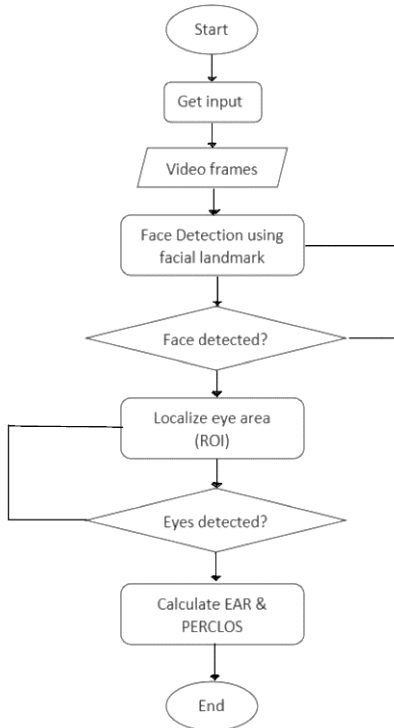 Start
Get input
Video frames
Face Detection using
facial landmark
Face detected?
Localize eye area
(ROI)
Eyes detected?
Calculate EAR &
PERCLOS
End